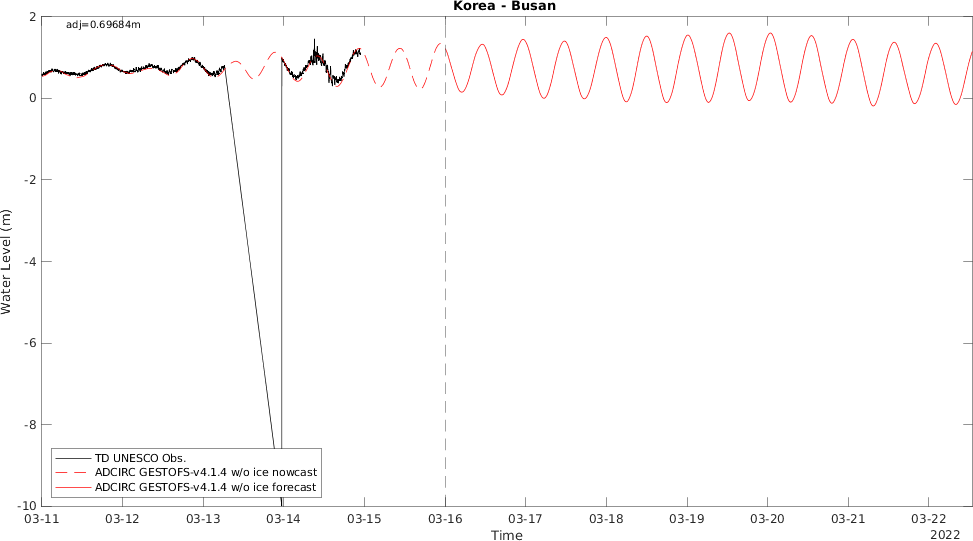 Korea - Busan
adj=0.69684m
2
0
-2
-4
-6
-8
-10
Water Level (m)
TD UNESCO Obs.
ADCIRC GESTOFS-v4.1.4 w/o ice nowcast
ADCIRC GESTOFS-v4.1.4 w/o ice forecast
03-11 03-12 03-13 03-14 03-15 03-16 03-17 03-18 03-19 03-20 03-21 03-22
2022
Time